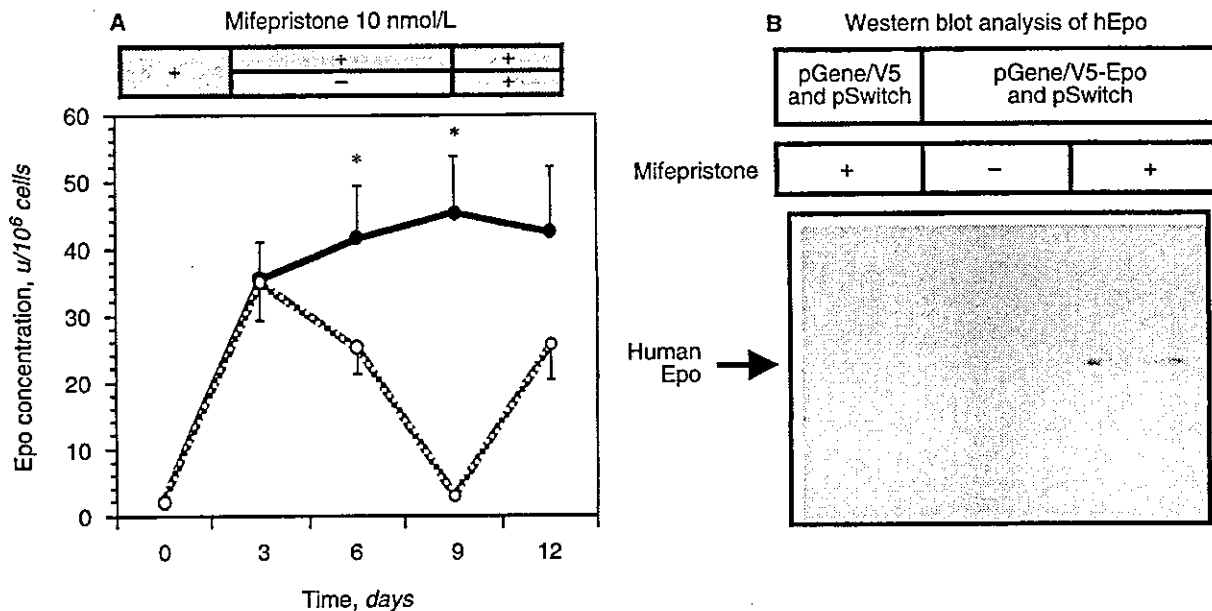 A Mifepristone 10 nmol/L
+ + +
− +
60
50
40
30
20
10
0
* *
Epo concentration, u/10⁶ cells
0 3 6 9 12
Time, days
B Western blot analysis of hEpo
pGene/V5 and pSwitch
pGene/V5-Epo and pSwitch
Mifepristone + − +
Human
Epo